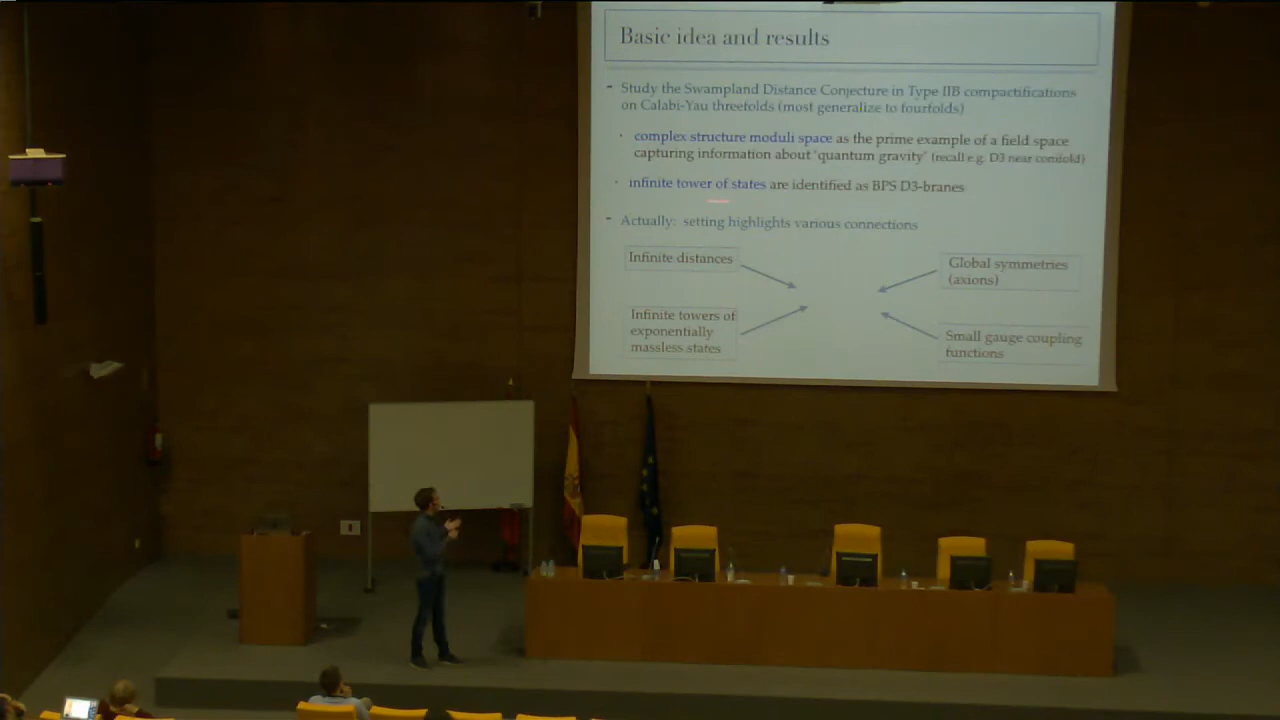 Basic idea and results
- Study the Swampland Distance Conjecture in Type IIB compactifications
on Calabi-Yau threefolds (most generalize to fourfolds)
· complex structure moduli space as the prime example of a field space
capturing information about 'quantum gravity' (recall e.g. D3 near conifold)
· infinite tower of states are identified as BPS D3-branes
- Actually: setting highlights various connections
Infinite distances
Global symmetries
(axions)
Infinite towers of
exponentially
massless states
Small gauge coupling
functions